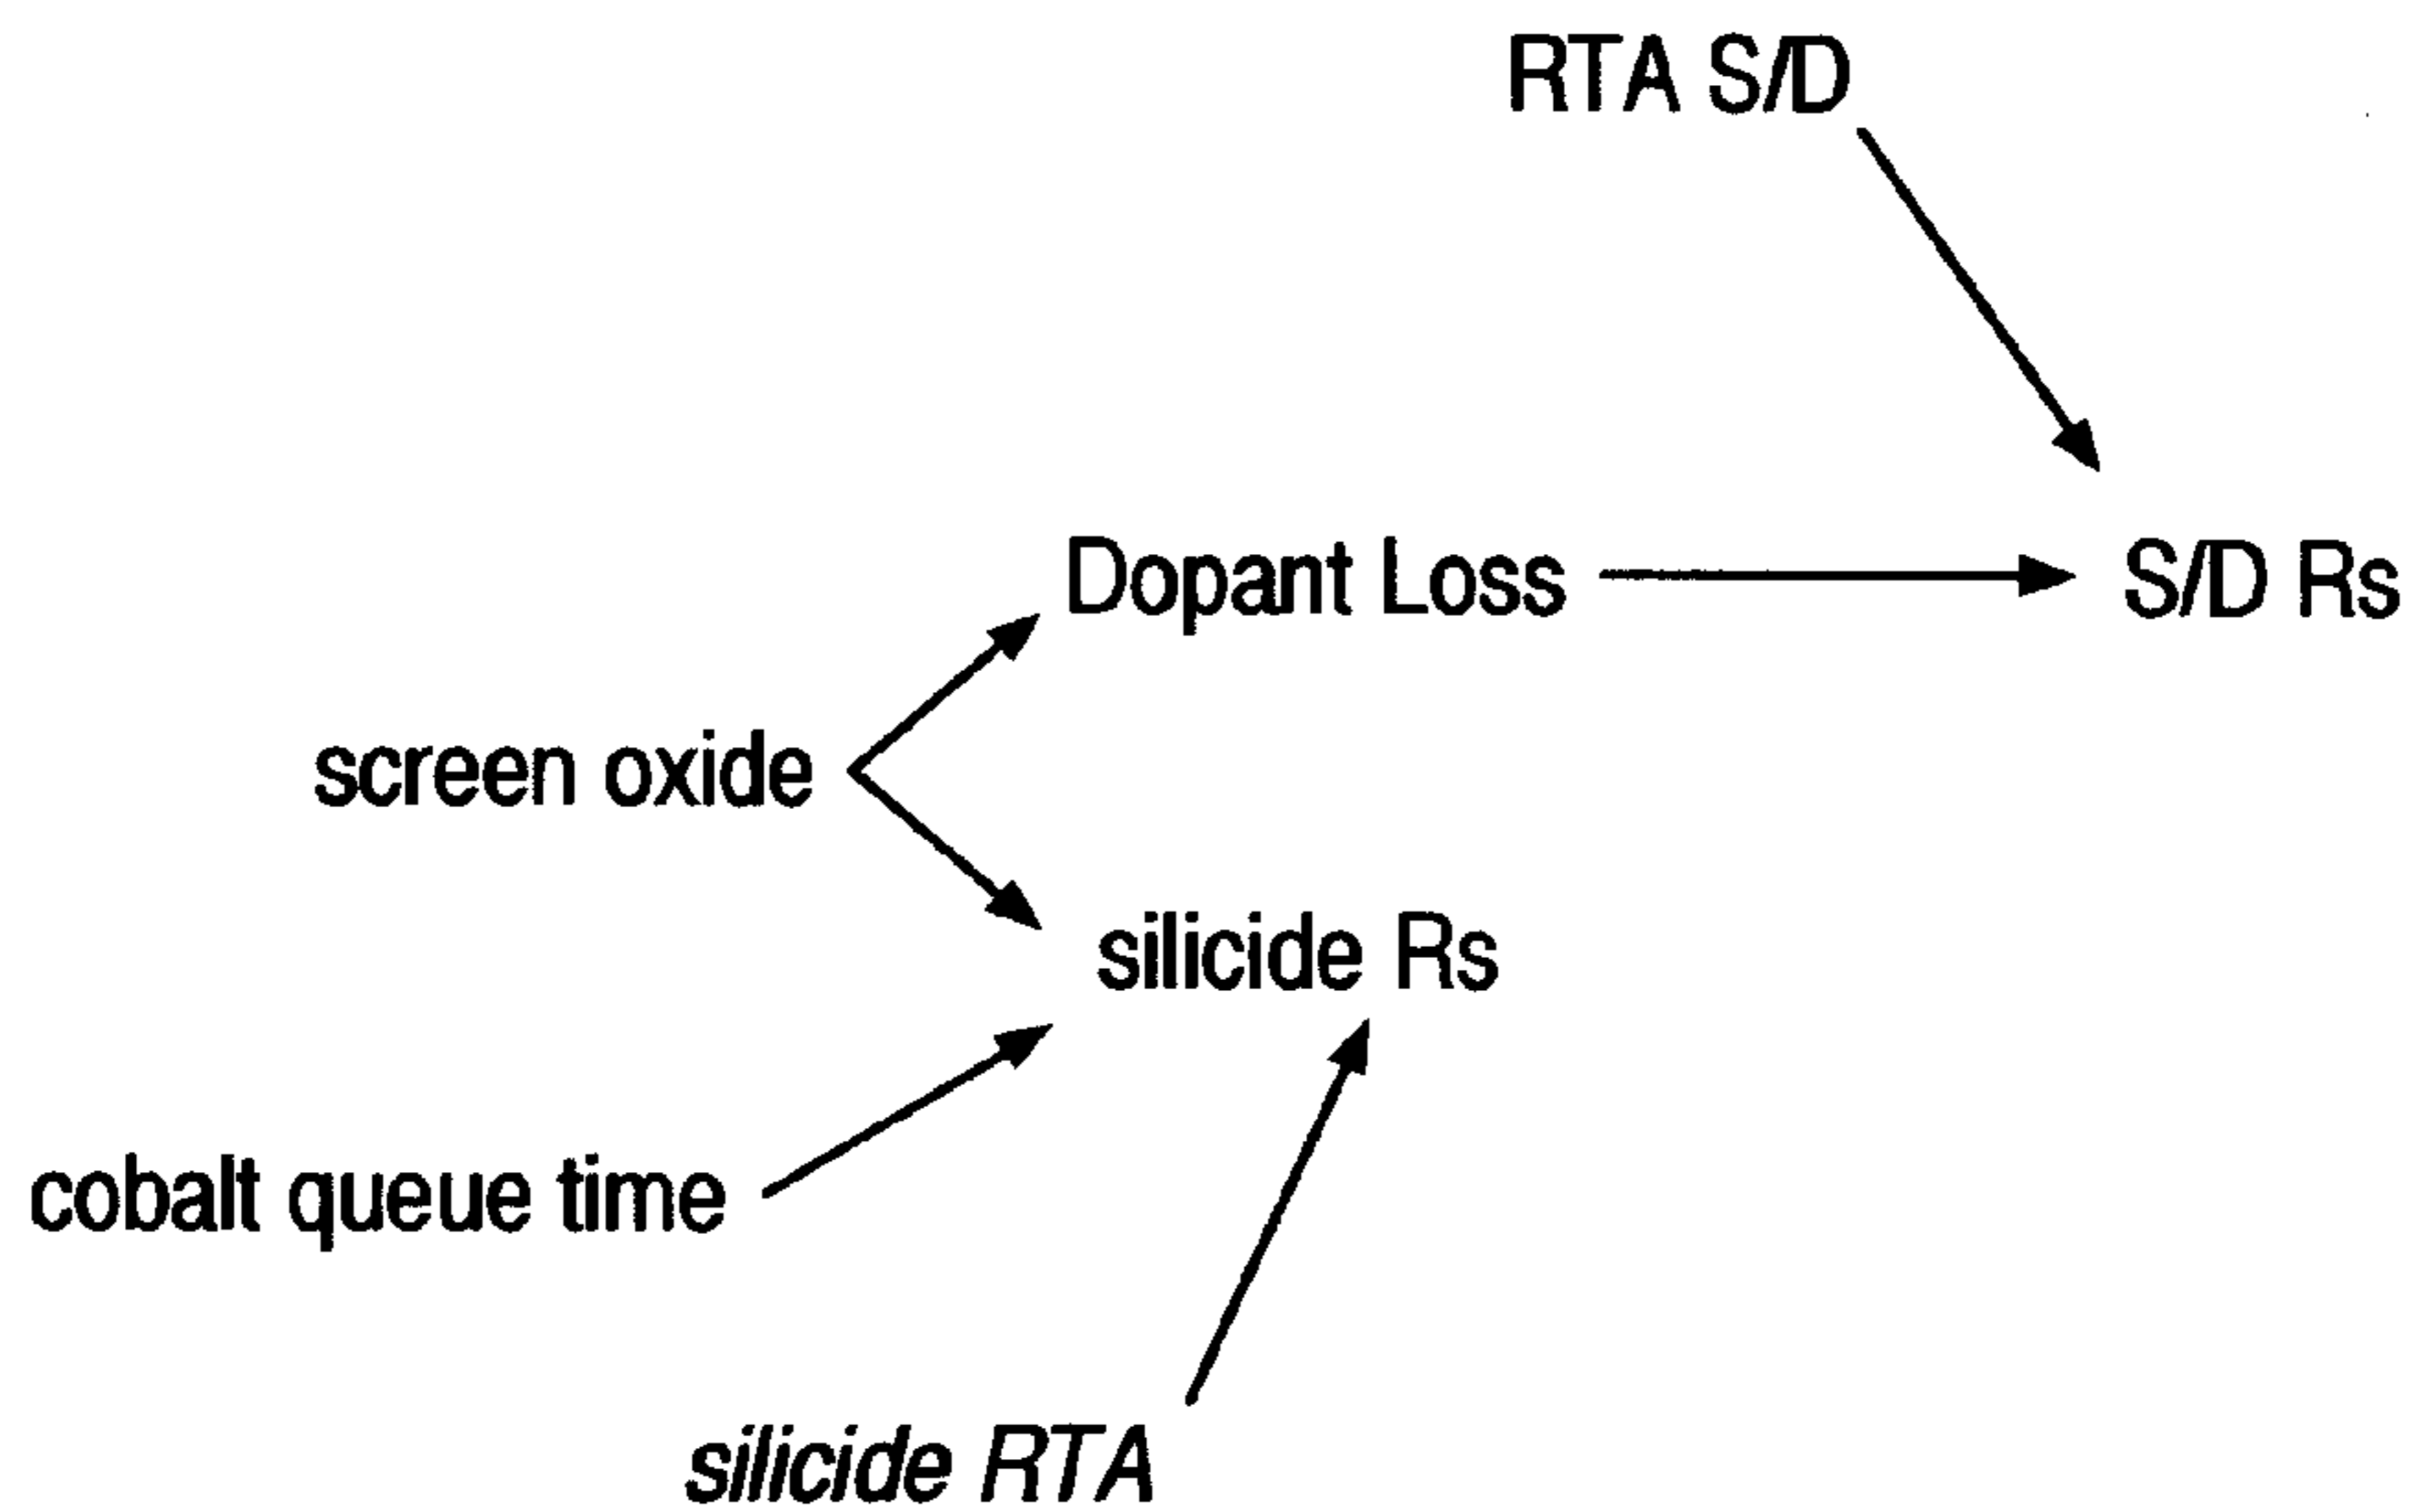 RTA S/D
Dopant Loss
S/D Rs
screen oxide
silicide Rs
cobalt queue time
silicide RTA